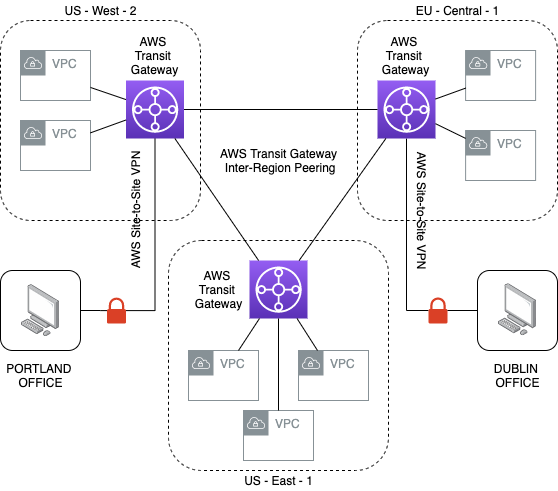 US - West - 2
EU - Central - 1
AWS
Transit
Gateway
AWS
Transit
Gateway
VPC
VPC
VPC
VPC
AWS Transit Gateway
Inter-Region Peering
AWS Site-to-Site VPN
AWS Site-to-Site VPN
AWS
Transit
Gateway
PORTLAND
OFFICE
DUBLIN
OFFICE
VPC
VPC
VPC
US - East - 1